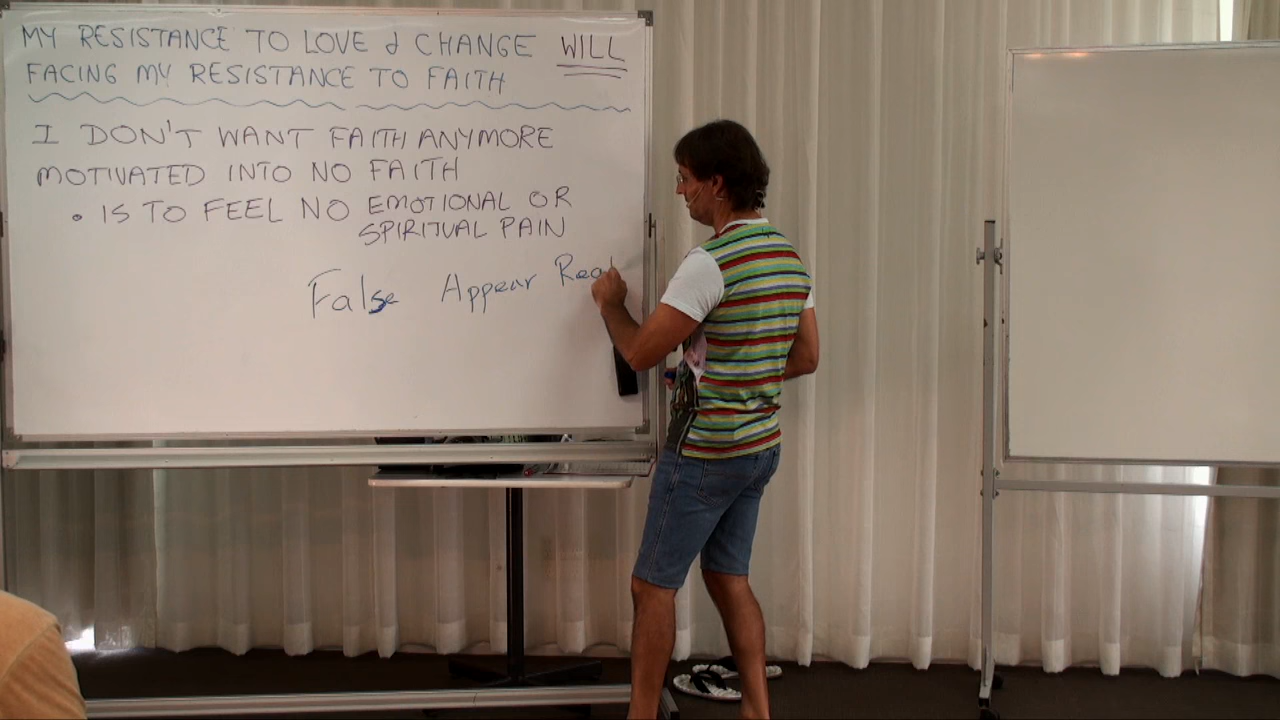 MY RESISTANCE TO LOVE & CHANGE WILL
FACING MY RESISTANCE TO FAITH
I DON'T WANT FAITH ANYMORE
MOTIVATED INTO NO FAITH
• IS TO FEEL NO EMOTIONAL OR
SPIRITUAL PAIN
False Appear Rea